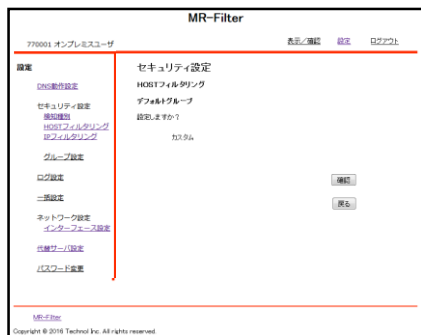 MR-Filter
770001 オンプレミスユーザ
表示/確認 設定 ログアウト
設定
DNS動作設定
セキュリティ設定
検知種別
HOSTフィルタリング
IPフィルタリング
グループ設定
ログ設定
一括設定
ネットワーク設定
インターフェース設定
代替サーバ設定
パスワード変更
セキュリティ設定
HOSTフィルタリング
デフォルトグループ
設定しますか?
カスタム
確認
戻る
MR-Filter
Copyright © 2016 Technol Inc. All rights reserved.